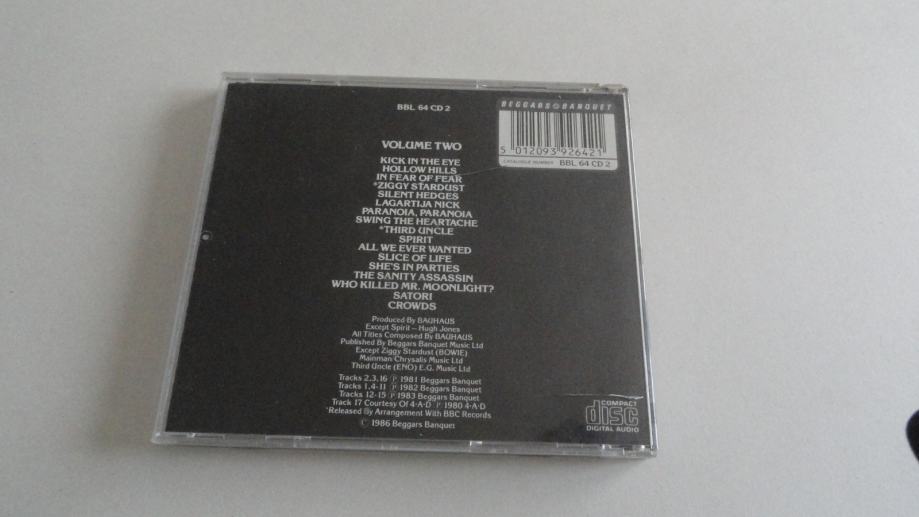 BBL 64 CD 2
BEGGARS BANQUET
5 012093 926421
CATALOGUE NUMBER BBL 64 CD 2
VOLUME TWO
KICK IN THE EYE
HOLLOW HILLS
IN FEAR OF FEAR
*ZIGGY STARDUST
SILENT HEDGES
LAGARTIJA NICK
PARANOIA, PARANOIA
SWING THE HEARTACHE
*THIRD UNCLE
SPIRIT
ALL WE EVER WANTED
SLICE OF LIFE
SHE'S IN PARTIES
THE SANITY ASSASSIN
WHO KILLED MR. MOONLIGHT?
SATORI
CROWDS
Produced By BAUHAUS
Except Spirit – Hugh Jones
All Titles Composed By BAUHAUS
Published By Beggars Banquet Music Ltd
Except Ziggy Stardust (BOWIE)
Mainman/Chrysalis Music Ltd
Third Uncle (ENO) E.G. Music Ltd
Tracks 2,3,16 ℗ 1981 Beggars Banquet
Tracks 1,4-11 ℗ 1982 Beggars Banquet
Tracks 12-15 ℗ 1983 Beggars Banquet
Track 17 Courtesy Of 4·A·D ℗ 1980 4·A·D
*Released By Arrangement With BBC Records
© 1986 Beggars Banquet
COMPACT
disc
DIGITAL AUDIO